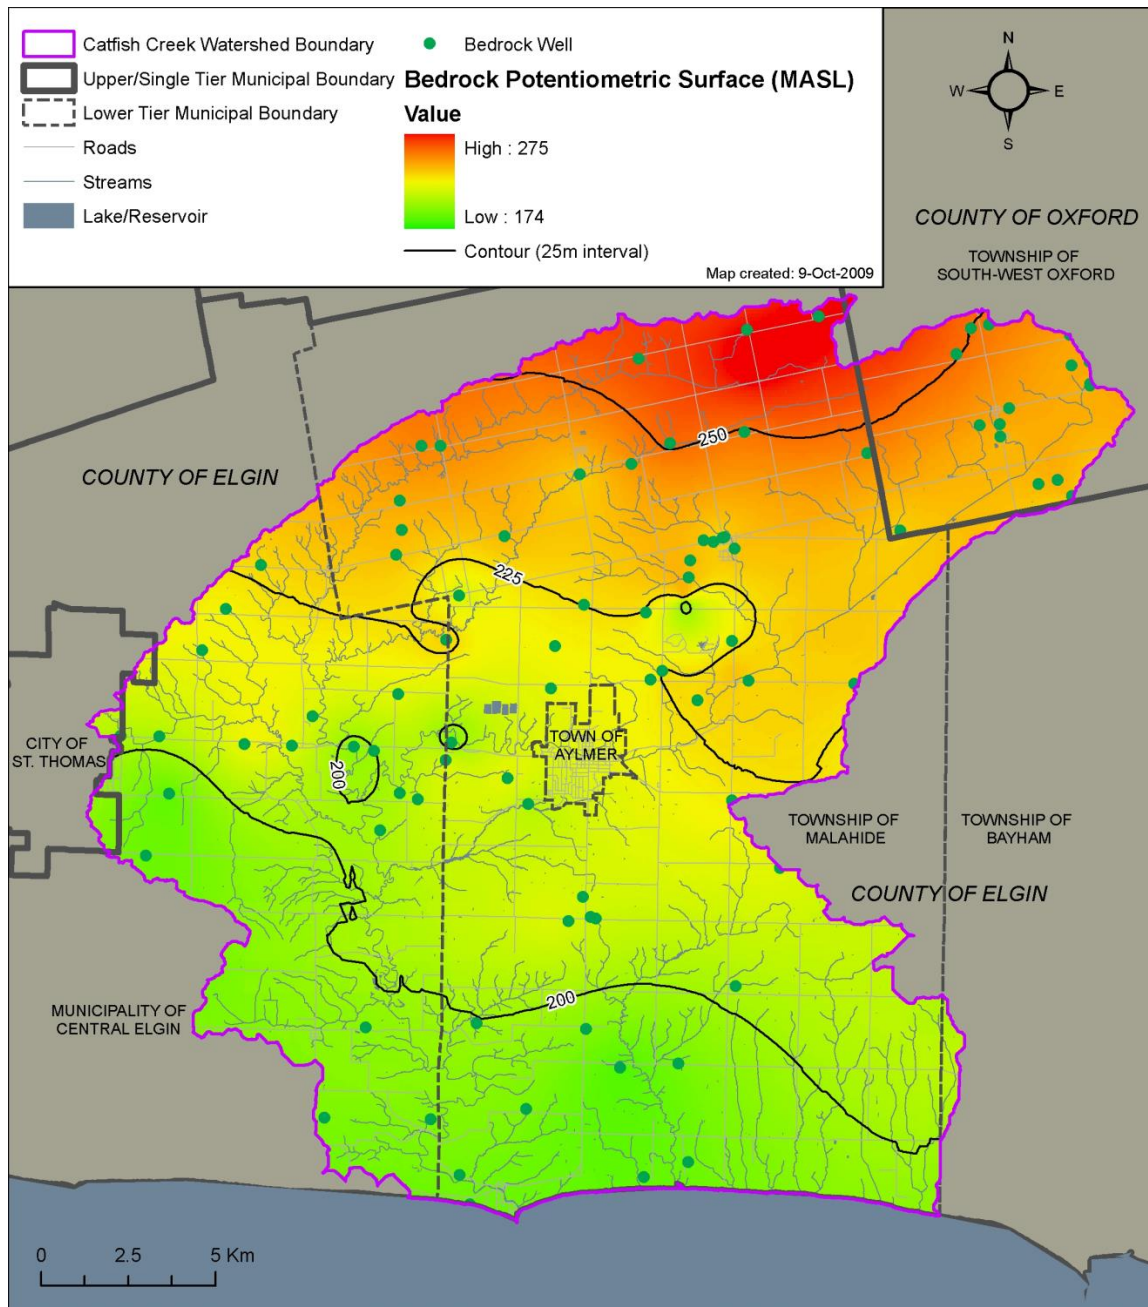 Catfish Creek Watershed Boundary
Upper/Single Tier Municipal Boundary
Lower Tier Municipal Boundary
Roads
Streams
Lake/Reservoir
Bedrock Well
Bedrock Potentiometric Surface (MASL)
Value
High : 275
Low : 174
Contour (25m interval)
Map created: 9-Oct-2009
N
W
E
S
COUNTY OF OXFORD
TOWNSHIP OF
SOUTH-WEST OXFORD
250
COUNTY OF ELGIN
225
CITY OF
ST. THOMAS
200
TOWN OF
AYLMER
TOWNSHIP OF
MALAHIDE
TOWNSHIP OF
BAYHAM
COUNTY OF ELGIN
MUNICIPALITY OF
CENTRAL ELGIN
200
0 2.5 5 Km